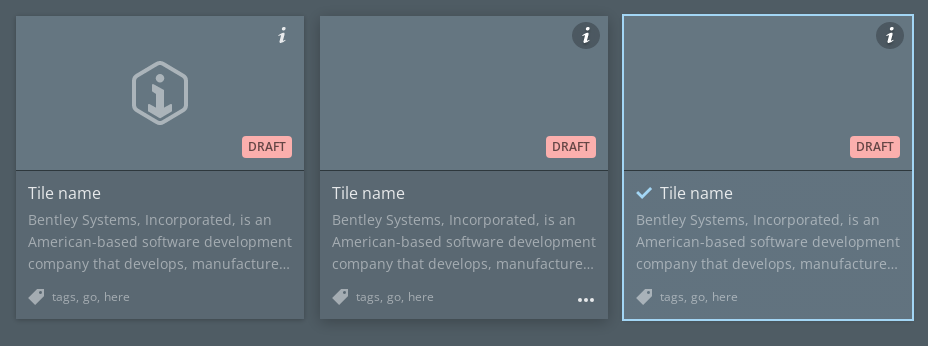 i
DRAFT
Tile name
Bentley Systems, Incorporated, is an
American-based software development
company that develops, manufacture...
tags, go, here
i
DRAFT
Tile name
Bentley Systems, Incorporated, is an
American-based software development
company that develops, manufacture...
tags, go, here
i
DRAFT
Tile name
Bentley Systems, Incorporated, is an
American-based software development
company that develops, manufacture...
tags, go, here